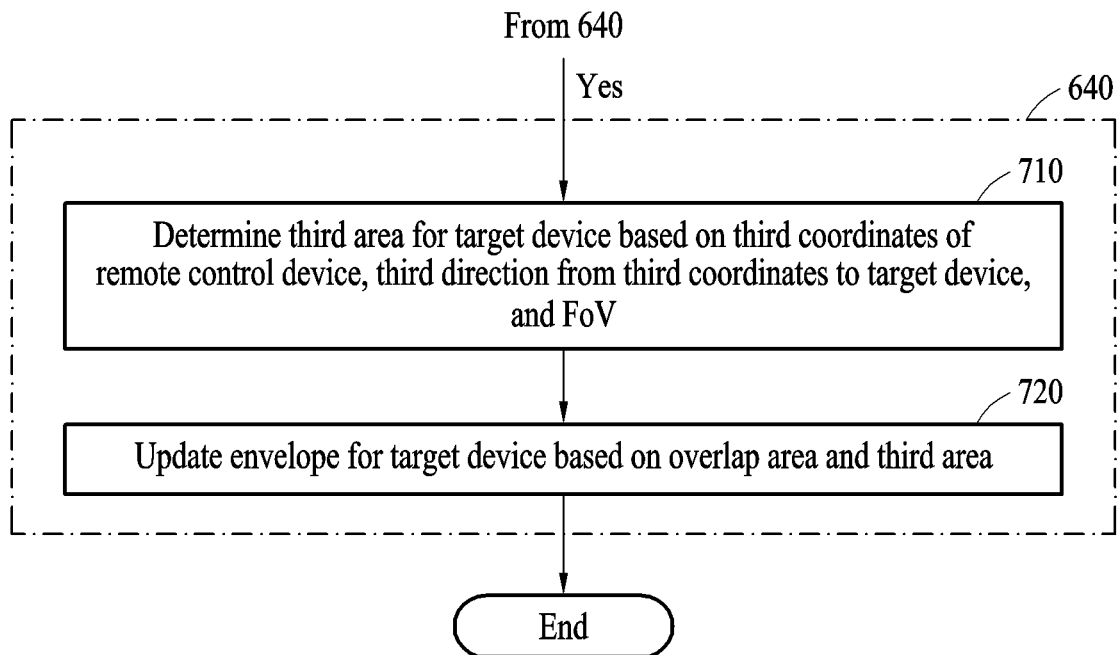 From 640
Yes
640
710
Determine third area for target device based on third coordinates of
remote control device, third direction from third coordinates to target device,
and FoV
720
Update envelope for target device based on overlap area and third area
End